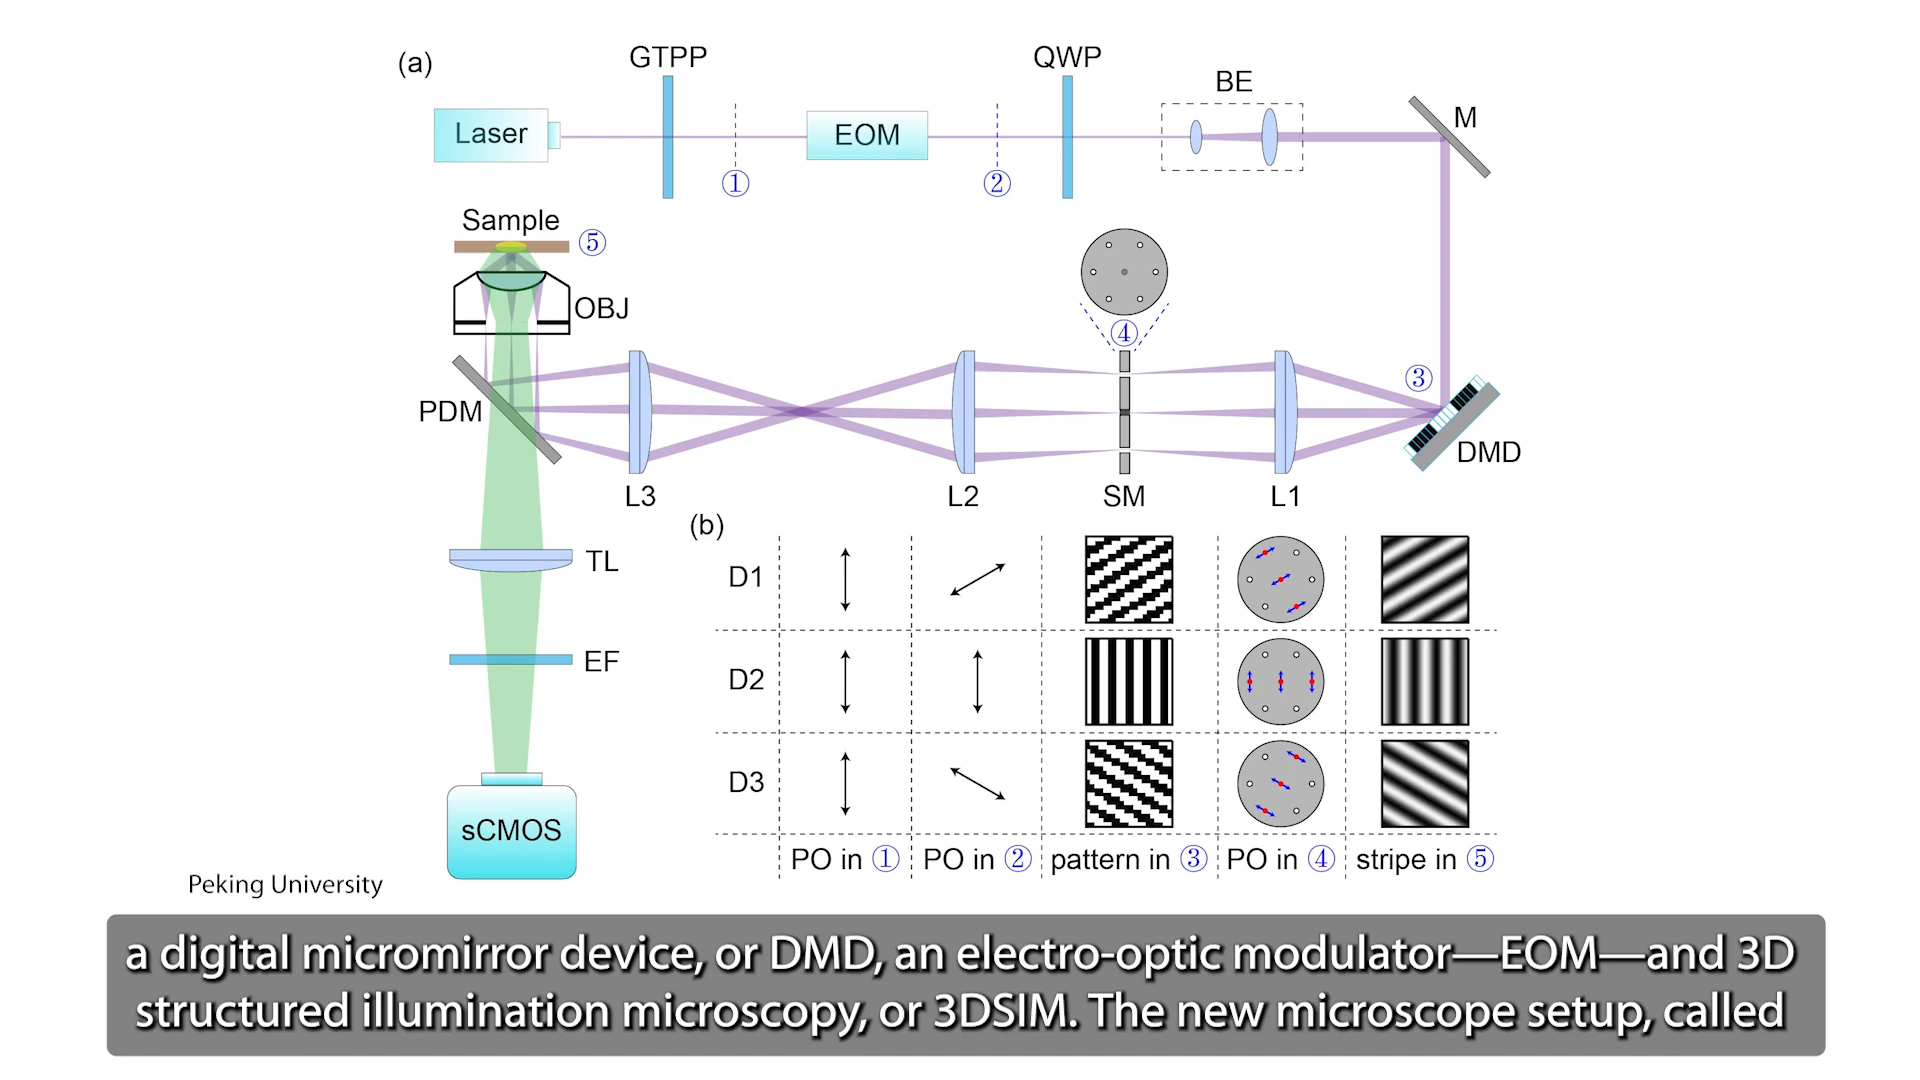 (a)
GTPP
QWP
BE
M
Laser
EOM
①
②
Sample
⑤
OBJ
④
③
PDM
DMD
L3
L2
SM
L1
(b)
TL
EF
sCMOS
D1
D2
D3
PO in ①
PO in ②
pattern in ③
PO in ④
stripe in ⑤
Peking University
a digital micromirror device, or DMD, an electro-optic modulator—EOM—and 3D
structured illumination microscopy, or 3DSIM. The new microscope setup, called